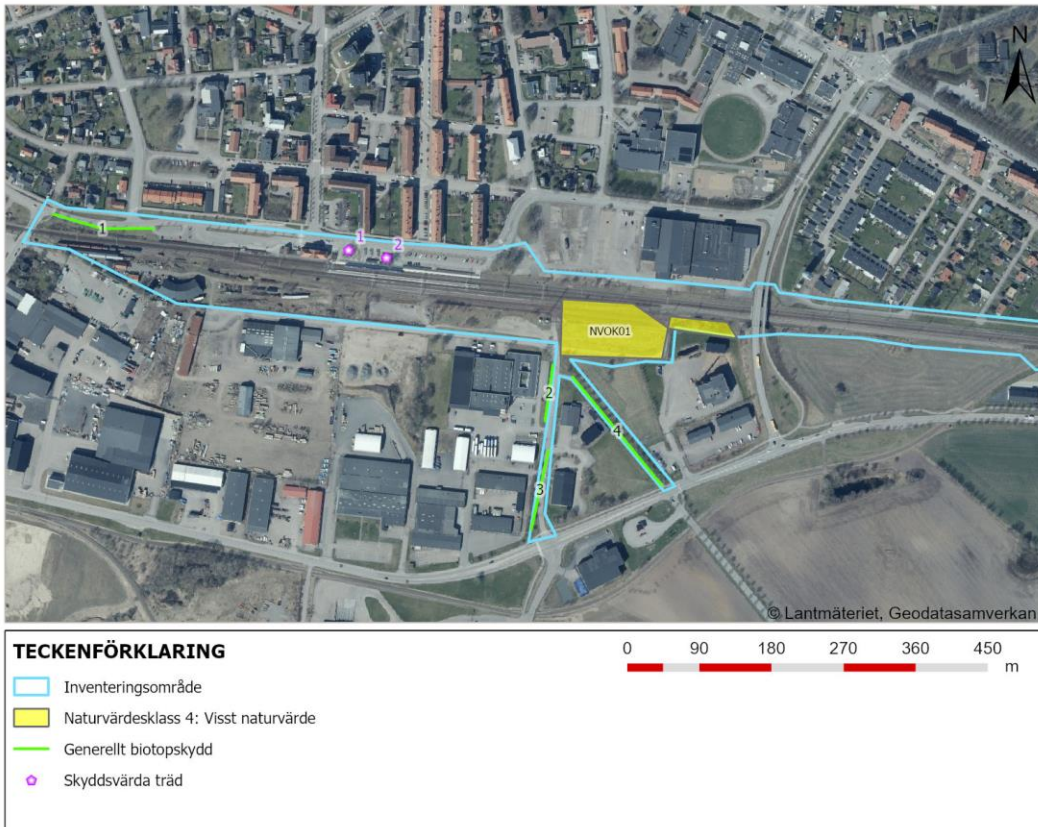 N
1
1
2
NVOK01
2
4
3
© Lantmäteriet, Geodatasamverkan
TECKENFÖRKLARING
0 90 180 270 360 450
m
Inventeringsområde
Naturvärdesklass 4: Visst naturvärde
Generellt biotopskydd
Skyddsvärda träd